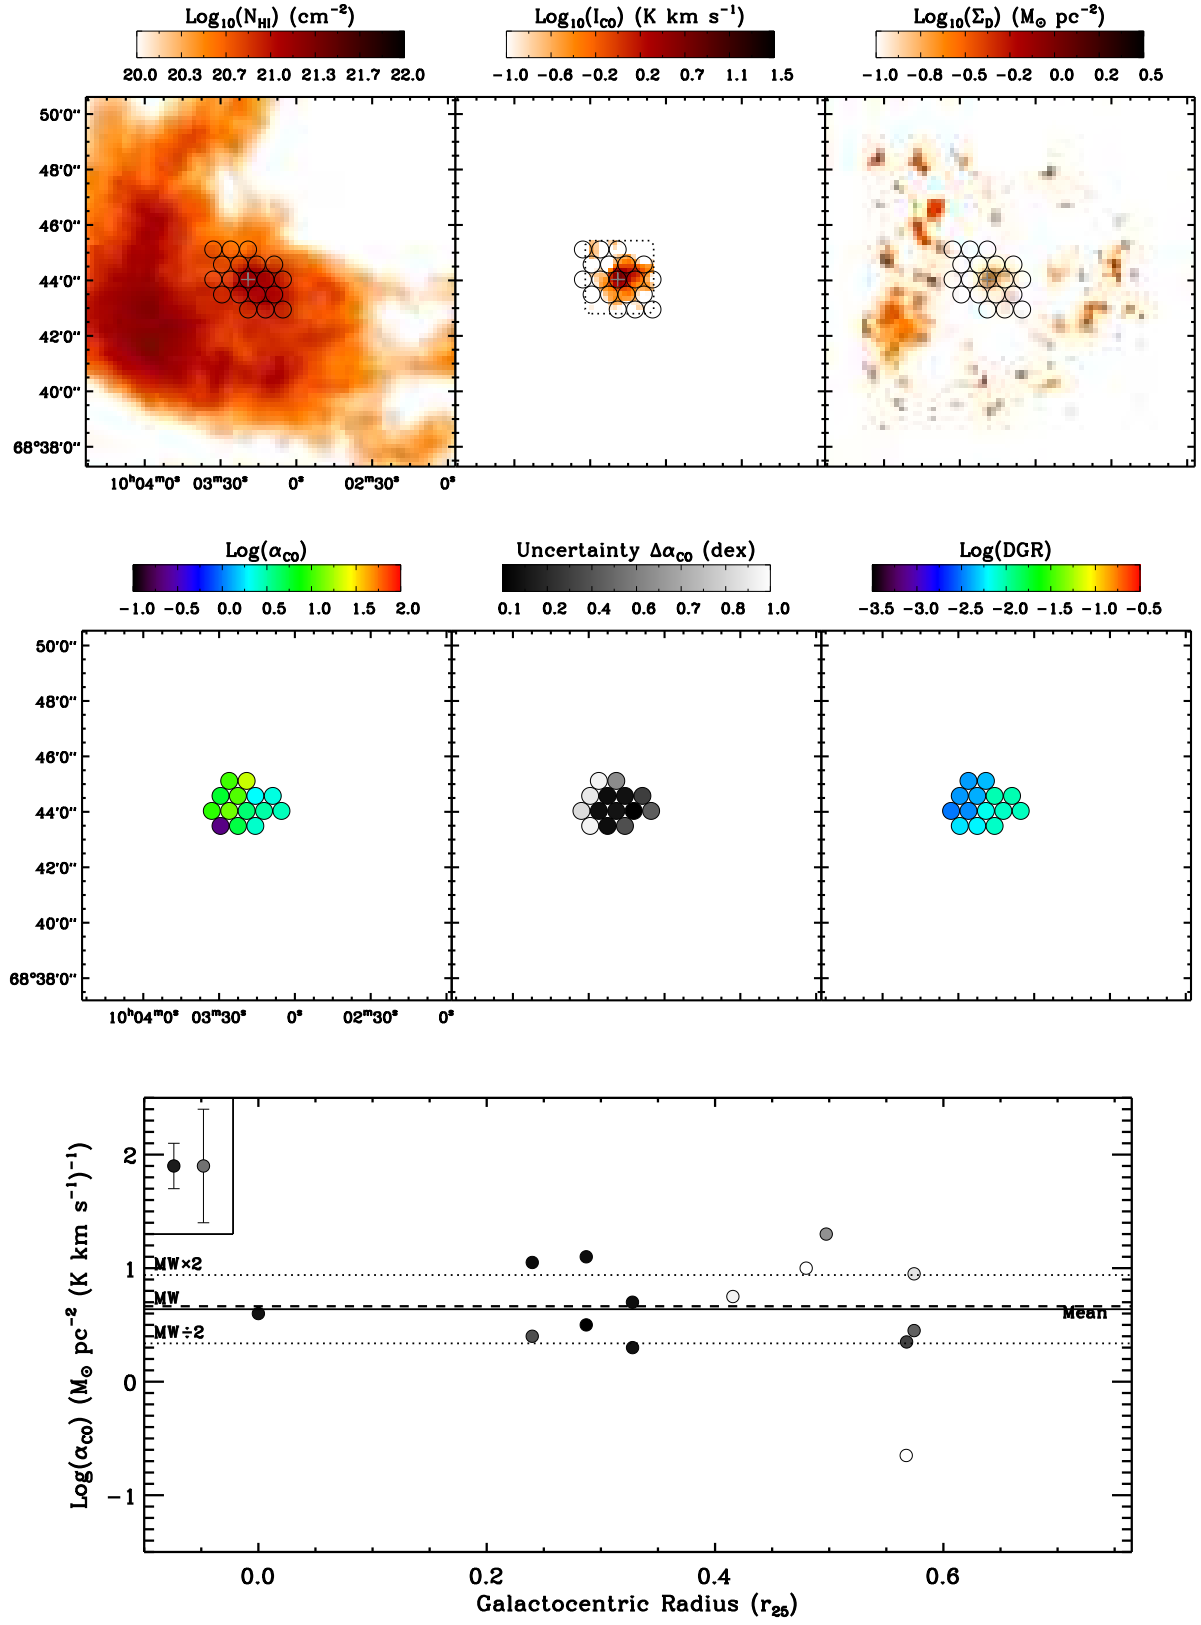 Log₁₀(N_HI) (cm⁻²) Log₁₀(I_CO) (K km s⁻¹) Log₁₀(Σ_D) (M☉ pc⁻²)
20.0 20.3 20.7 21.0 21.3 21.7 22.0 −1.0 −0.6 −0.2 0.2 0.7 1.1 1.5 −1.0 −0.8 −0.5 −0.2 0.0 0.2 0.5
50'0''
48'0''
46'0''
44'0''
42'0''
40'0''
68°38'0''
10ʰ04ᵐ0ˢ 03ᵐ30ˢ 0ˢ 02ᵐ30ˢ 0ˢ
Log(α_CO) Uncertainty Δα_CO (dex) Log(DGR)
−1.0 −0.5 0.0 0.5 1.0 1.5 2.0 0.1 0.2 0.4 0.6 0.7 0.8 1.0 −3.5 −3.0 −2.5 −2.0 −1.5 −1.0 −0.5
50'0''
48'0''
46'0''
44'0''
42'0''
40'0''
68°38'0''
10ʰ04ᵐ0ˢ 03ᵐ30ˢ 0ˢ 02ᵐ30ˢ 0ˢ
Log(α_CO) (M☉ pc⁻² (K km s⁻¹)⁻¹)
2
1
0
−1
MW×2
MW
Mean
MW÷2
0.0 0.2 0.4 0.6
Galactocentric Radius (r₂₅)